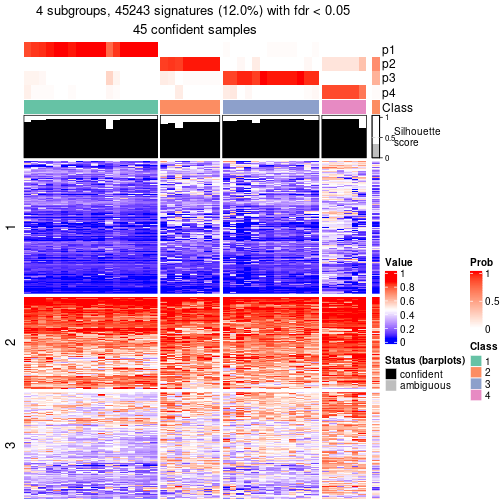 4 subgroups, 45243 signatures (12.0%) with fdr < 0.05
45 confident samples
p1
p2
p3
p4
Class
1
0.5
0
Silhouette
score
1
2
3
Value
1
0.8
0.6
0.4
0.2
0
Status (barplots)
confident
ambiguous
Prob
1
0.5
0
Class
1
2
3
4